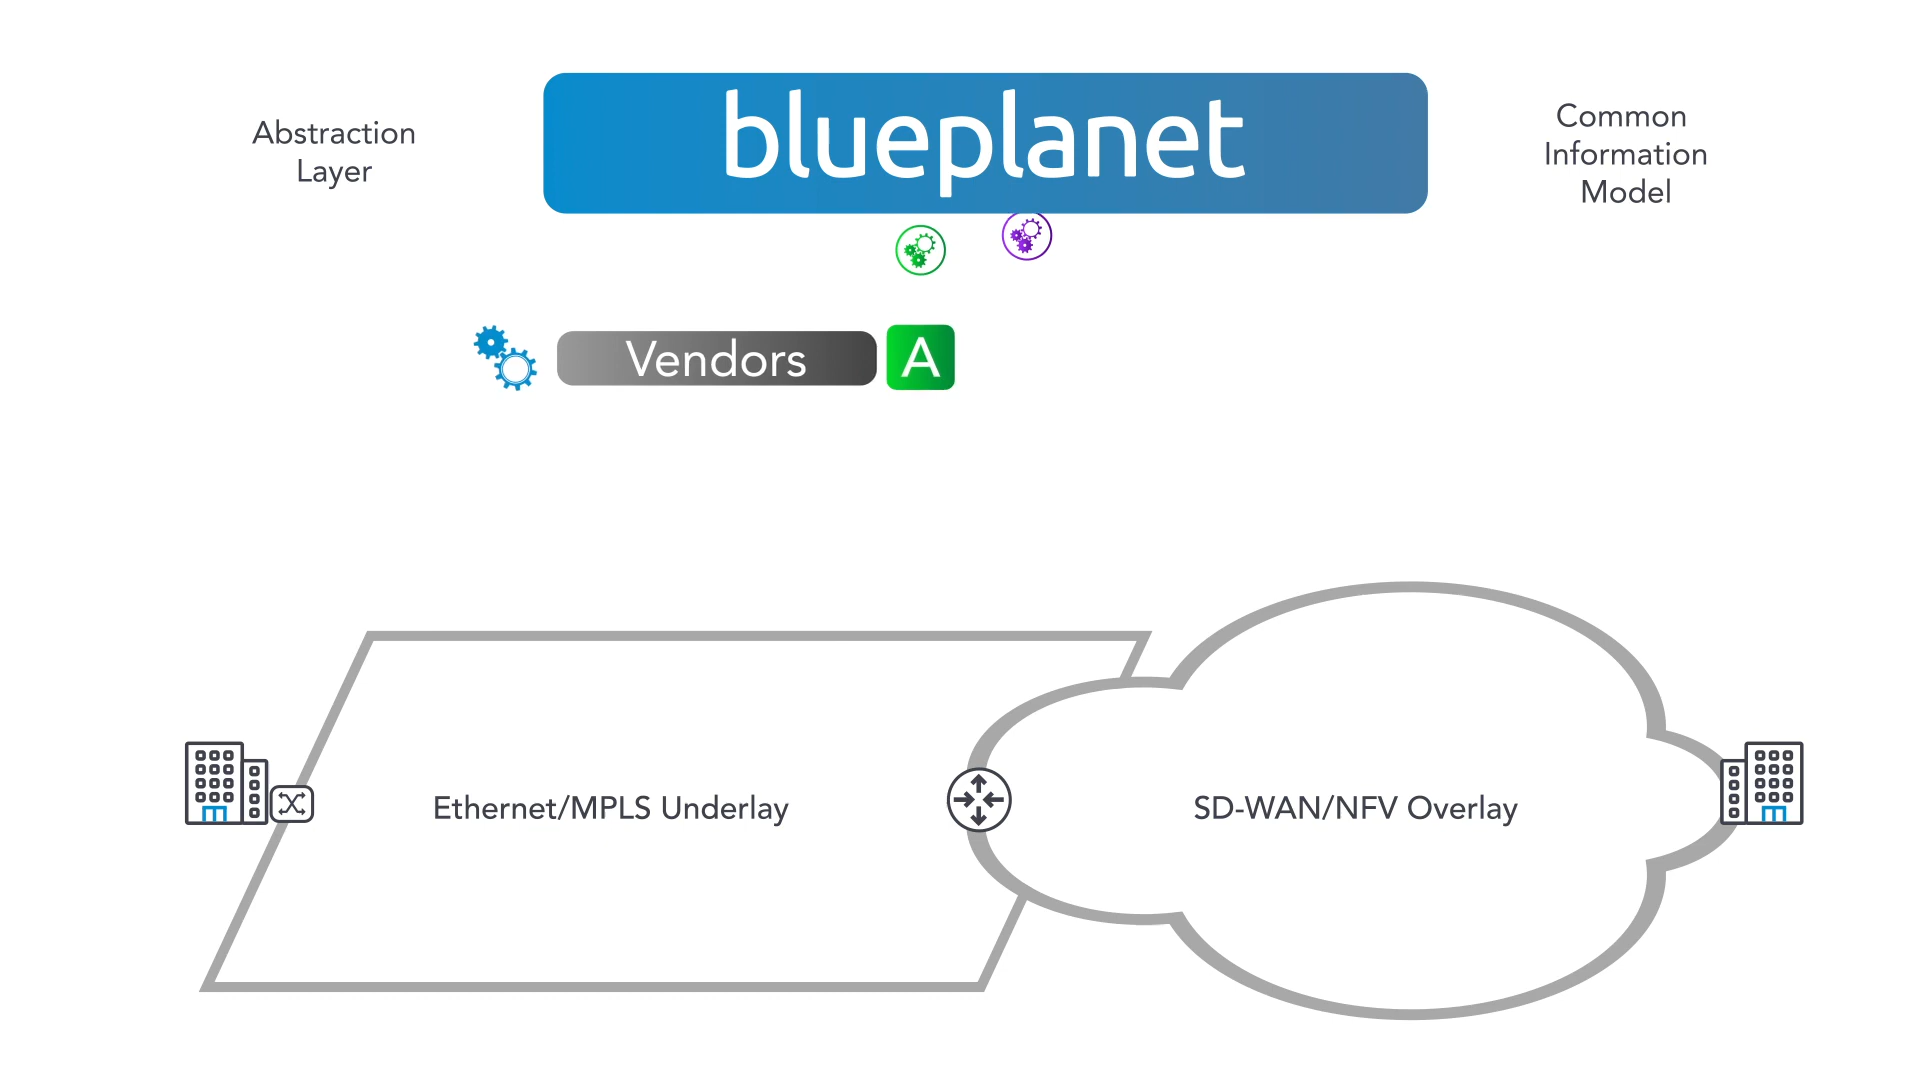 Abstraction
Layer
blueplanet
Common
Information
Model
Vendors
A
Ethernet/MPLS Underlay
SD-WAN/NFV Overlay